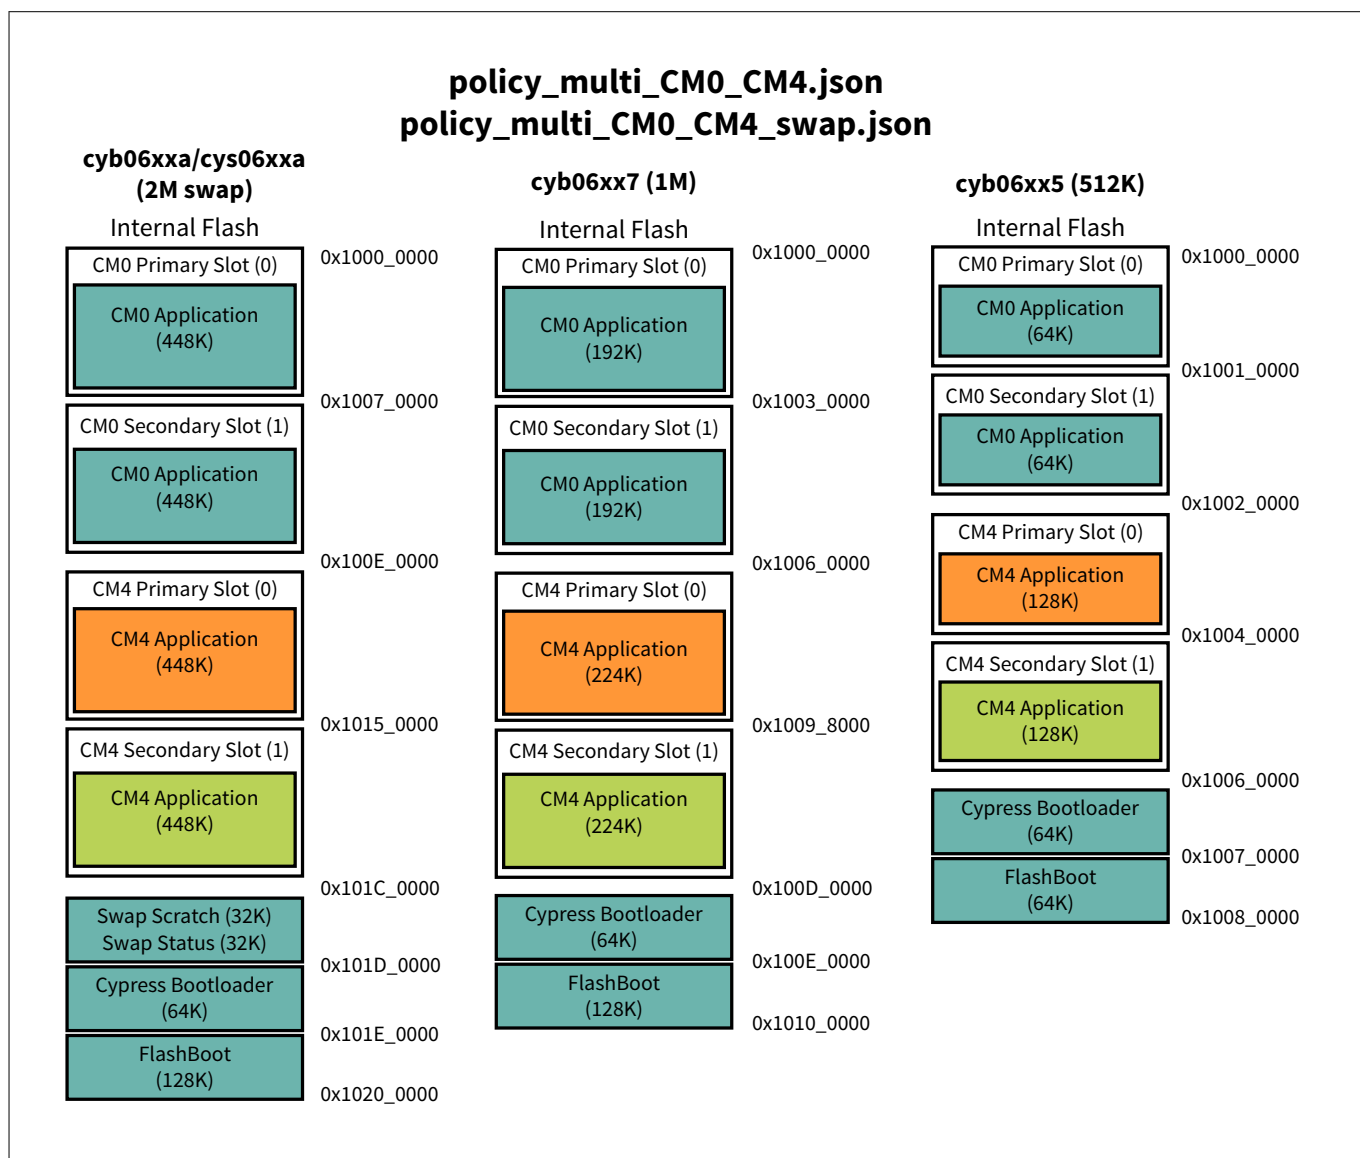 policy_multi_CM0_CM4.json
policy_multi_CM0_CM4_swap.json
cyb06xxa/cys06xxa
(2M swap)
Internal Flash
CM0 Primary Slot (0)
CM0 Application
(448K)
0x1000_0000
0x1007_0000
CM0 Secondary Slot (1)
CM0 Application
(448K)
0x100E_0000
CM4 Primary Slot (0)
CM4 Application
(448K)
0x1015_0000
CM4 Secondary Slot (1)
CM4 Application
(448K)
0x101C_0000
Swap Scratch (32K)
Swap Status (32K)
0x101D_0000
Cypress Bootloader
(64K)
0x101E_0000
FlashBoot
(128K)
0x1020_0000
cyb06xx7 (1M)
Internal Flash
0x1000_0000
CM0 Primary Slot (0)
CM0 Application
(192K)
0x1003_0000
CM0 Secondary Slot (1)
CM0 Application
(192K)
0x1006_0000
CM4 Primary Slot (0)
CM4 Application
(224K)
0x1009_8000
CM4 Secondary Slot (1)
CM4 Application
(224K)
0x100D_0000
Cypress Bootloader
(64K)
0x100E_0000
FlashBoot
(128K)
0x1010_0000
cyb06xx5 (512K)
Internal Flash
0x1000_0000
CM0 Primary Slot (0)
CM0 Application
(64K)
0x1001_0000
CM0 Secondary Slot (1)
CM0 Application
(64K)
0x1002_0000
CM4 Primary Slot (0)
CM4 Application
(128K)
0x1004_0000
CM4 Secondary Slot (1)
CM4 Application
(128K)
0x1006_0000
Cypress Bootloader
(64K)
0x1007_0000
FlashBoot
(64K)
0x1008_0000